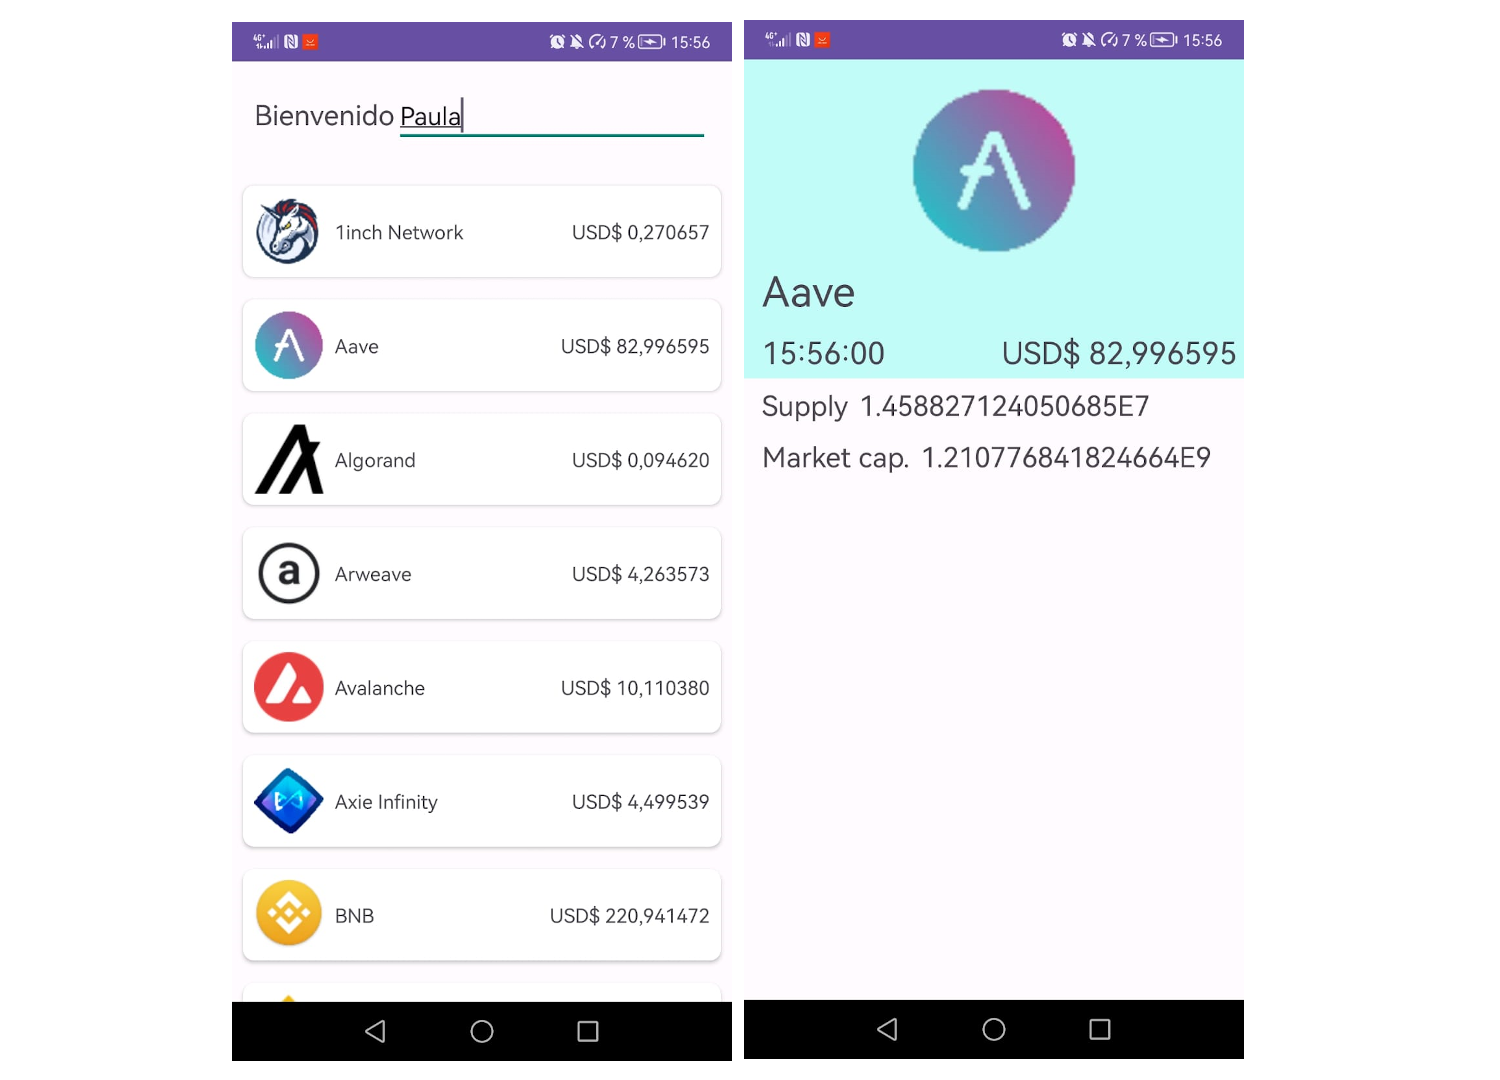 4G+ 7 % 15:56
Bienvenido Paula
1inch Network USD$ 0,270657
Aave USD$ 82,996595
Algorand USD$ 0,094620
a Arweave USD$ 4,263573
Avalanche USD$ 10,110380
Axie Infinity USD$ 4,499539
BNB USD$ 220,941472
4G+ 7 % 15:56
Aave
15:56:00 USD$ 82,996595
Supply 1.458827124050685E7
Market cap. 1.210776841824664E9